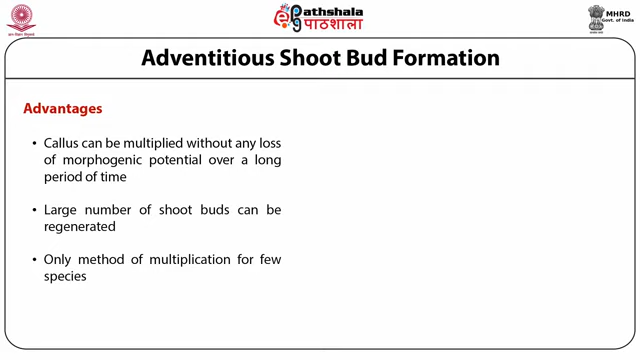 ePathshala
पाठशाला
MHRD
Govt. of India
Adventitious Shoot Bud Formation
Advantages
• Callus can be multiplied without any loss
of morphogenic potential over a long
period of time
• Large number of shoot buds can be
regenerated
• Only method of multiplication for few
species